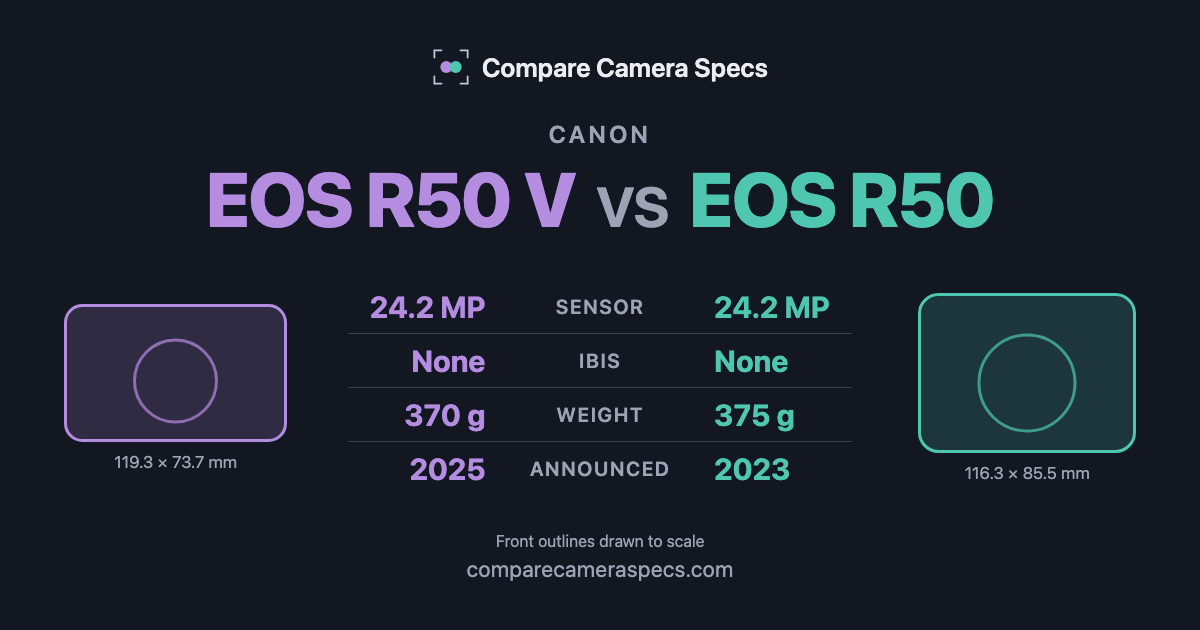 Compare Camera Specs
CANON
EOS R50 V VS EOS R50
24.2 MP SENSOR 24.2 MP
None IBIS None
370 g WEIGHT 375 g
2025 ANNOUNCED 2023
119.3 × 73.7 mm
116.3 × 85.5 mm
Front outlines drawn to scale
comparecameraspecs.com